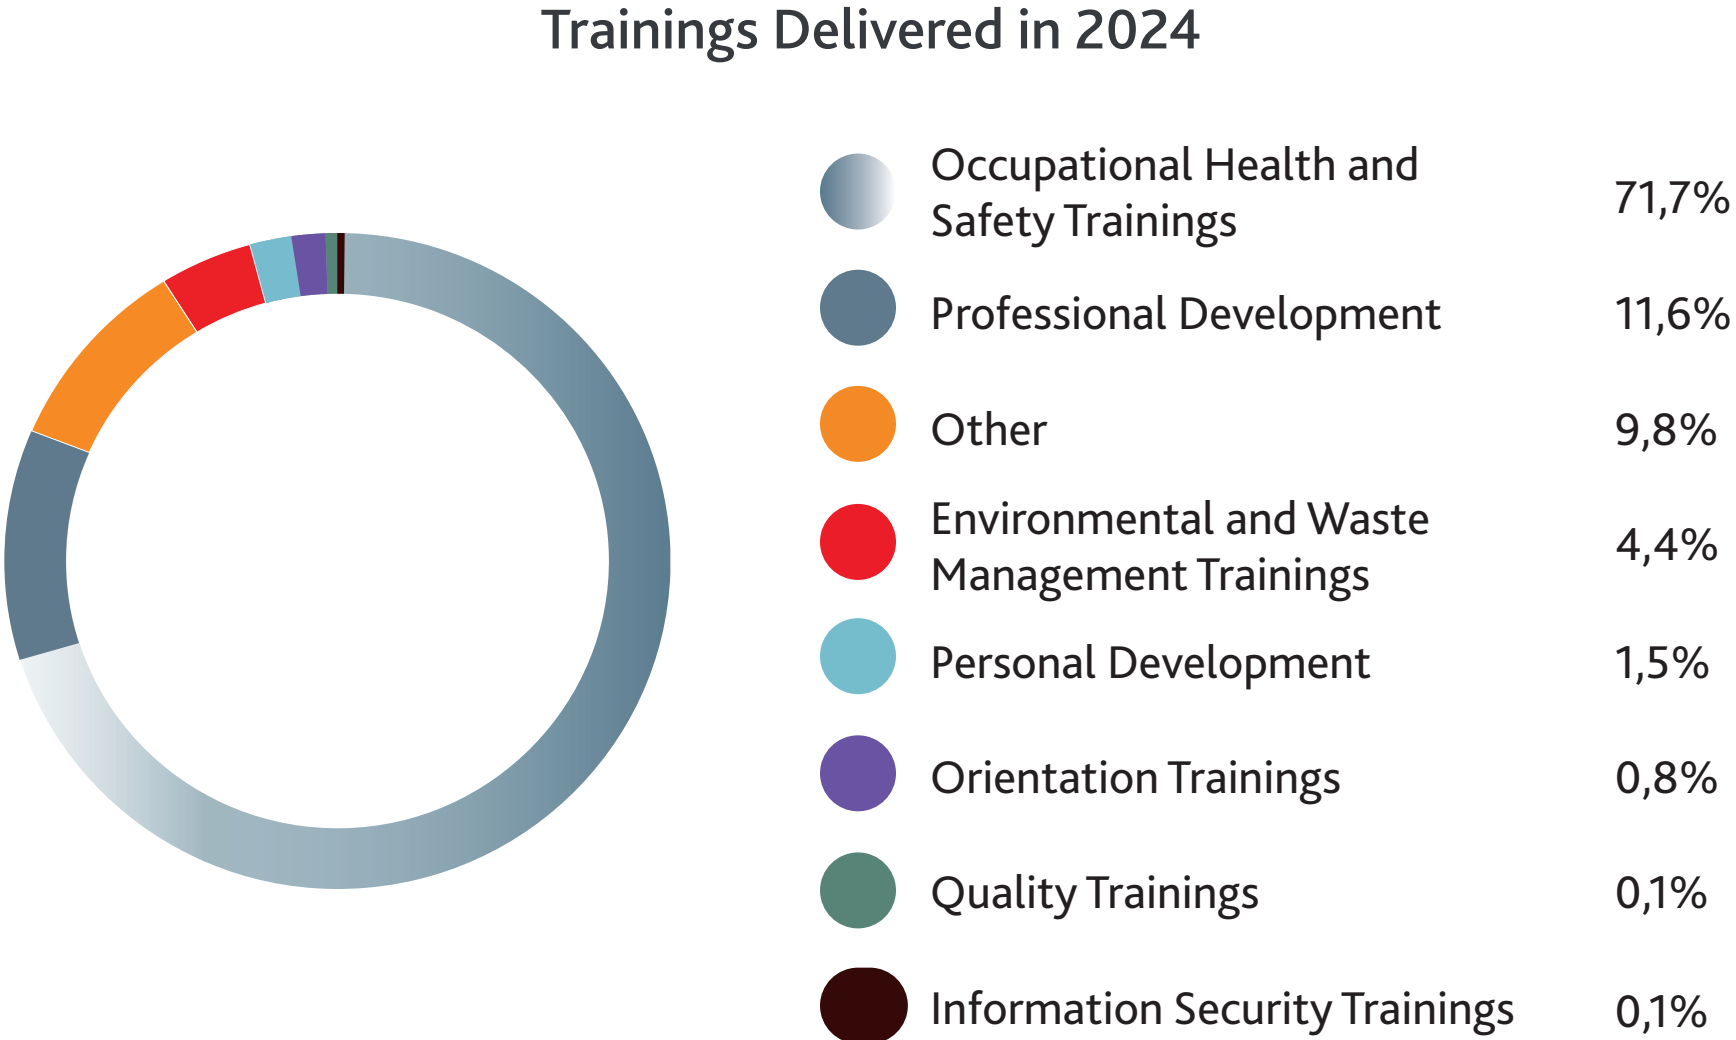 Trainings Delivered in 2024
Occupational Health and
Safety Trainings
71,7%
Professional Development
11,6%
Other
9,8%
Environmental and Waste
Management Trainings
4,4%
Personal Development
1,5%
Orientation Trainings
0,8%
Quality Trainings
0,1%
Information Security Trainings
0,1%